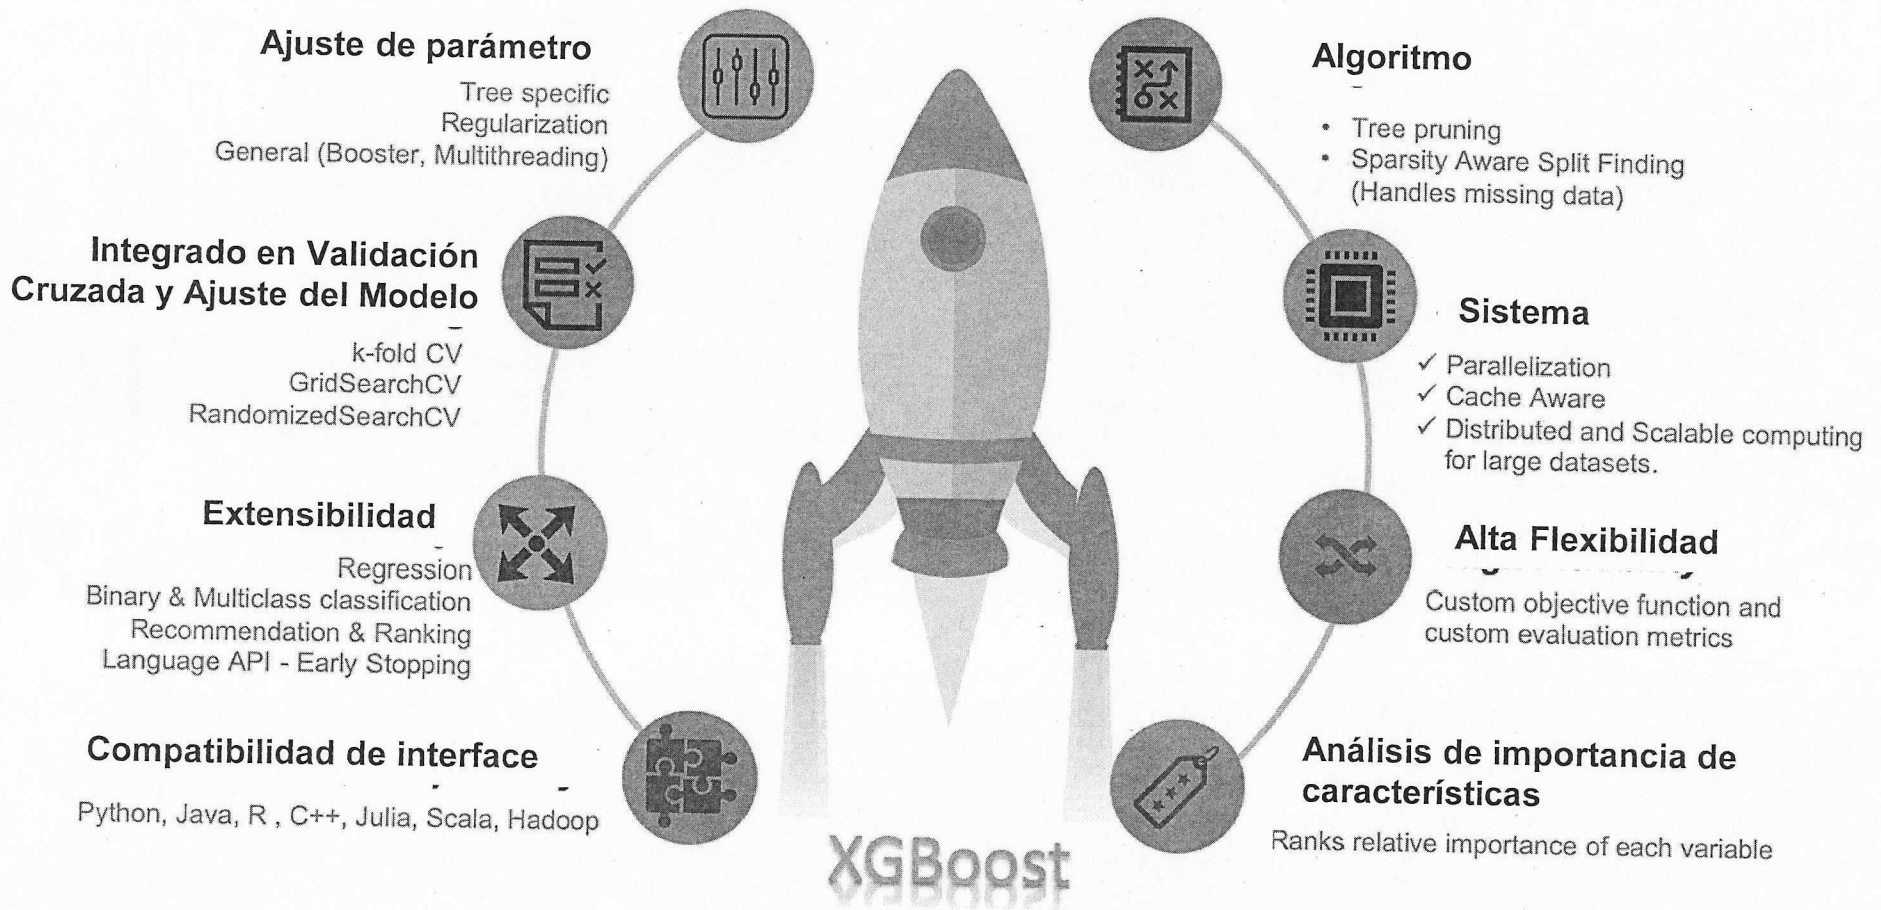 Ajuste de parámetro
Tree specific
Regularization
General (Booster, Multithreading)
Integrado en Validación
Cruzada y Ajuste del Modelo
k-fold CV
GridSearchCV
RandomizedSearchCV
Extensibilidad
Regression
Binary & Multiclass classification
Recommendation & Ranking
Language API - Early Stopping
Compatibilidad de interface
Python, Java, R , C++, Julia, Scala, Hadoop
Algoritmo
• Tree pruning
• Sparsity Aware Split Finding
(Handles missing data)
Sistema
✓ Parallelization
✓ Cache Aware
✓ Distributed and Scalable computing
for large datasets.
Alta Flexibilidad
Custom objective function and
custom evaluation metrics
Análisis de importancia de
características
Ranks relative importance of each variable
XGBoost